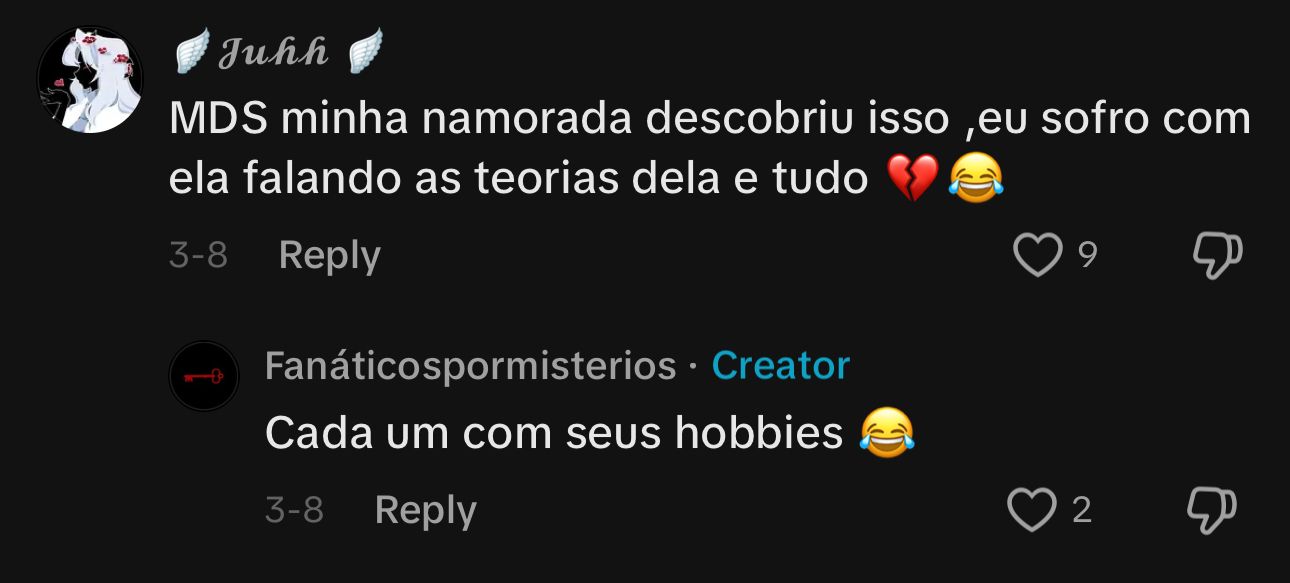 🪽 𝓙𝓾𝓱𝓱 🪽
MDS minha namorada descobriu isso ,eu sofro com
ela falando as teorias dela e tudo 💔😂
3-8 Reply 9
Fanáticospormisterios · Creator
Cada um com seus hobbies 😂
3-8 Reply 2